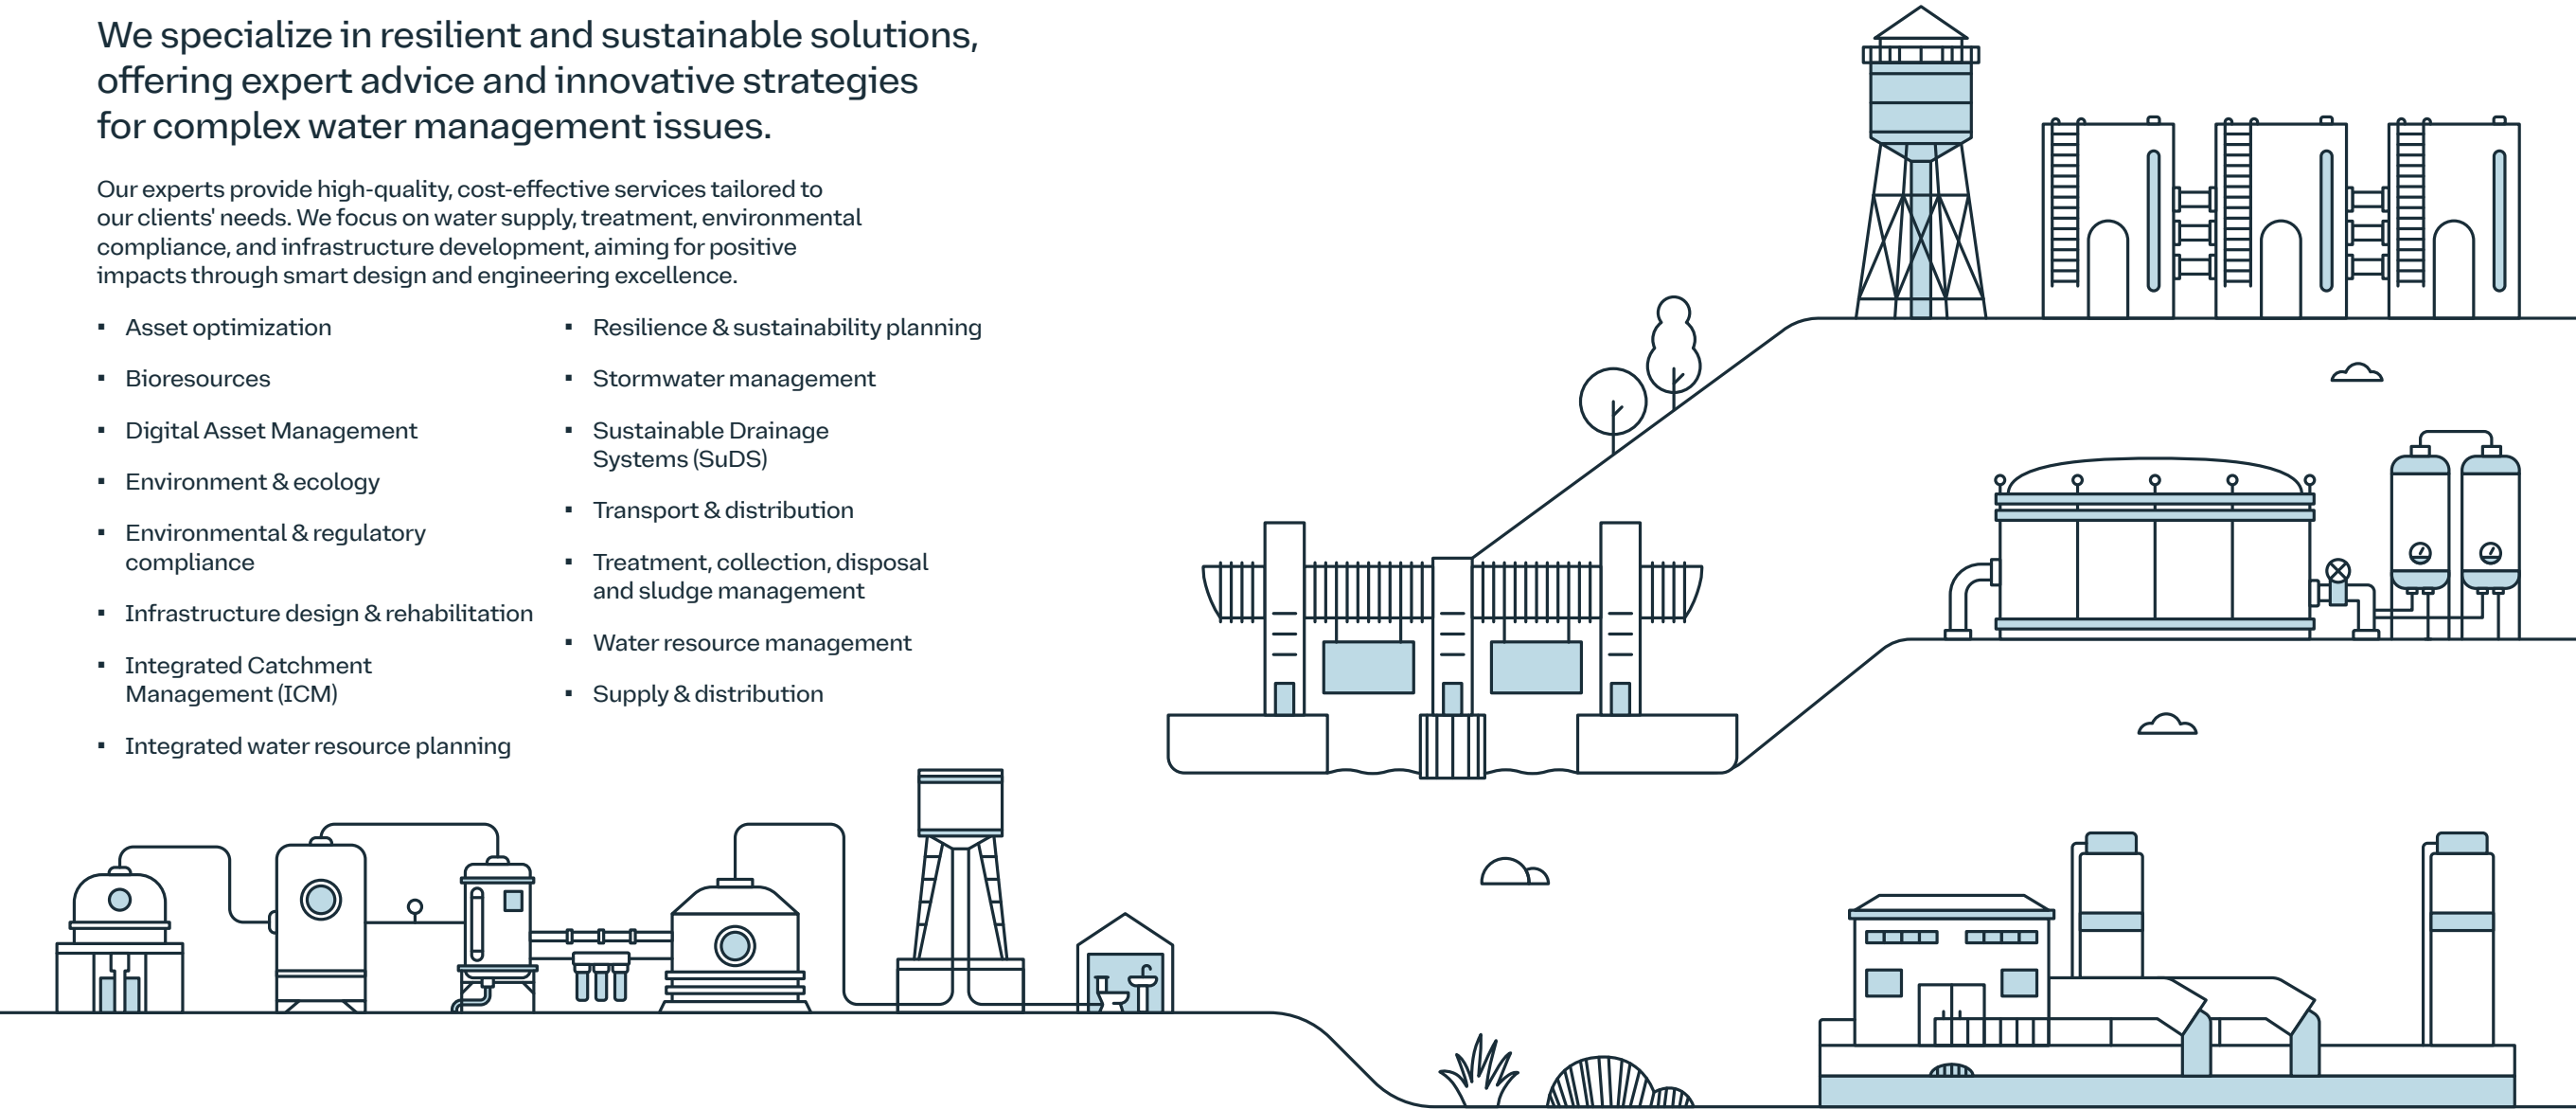 We specialize in resilient and sustainable solutions,
offering expert advice and innovative strategies
for complex water management issues.
Our experts provide high-quality, cost-effective services tailored to
our clients' needs. We focus on water supply, treatment, environmental
compliance, and infrastructure development, aiming for positive
impacts through smart design and engineering excellence.
▪ Asset optimization
▪ Bioresources
▪ Digital Asset Management
▪ Environment & ecology
▪ Environmental & regulatory
compliance
▪ Infrastructure design & rehabilitation
▪ Integrated Catchment
Management (ICM)
▪ Integrated water resource planning
▪ Resilience & sustainability planning
▪ Stormwater management
▪ Sustainable Drainage
Systems (SuDS)
▪ Transport & distribution
▪ Treatment, collection, disposal
and sludge management
▪ Water resource management
▪ Supply & distribution